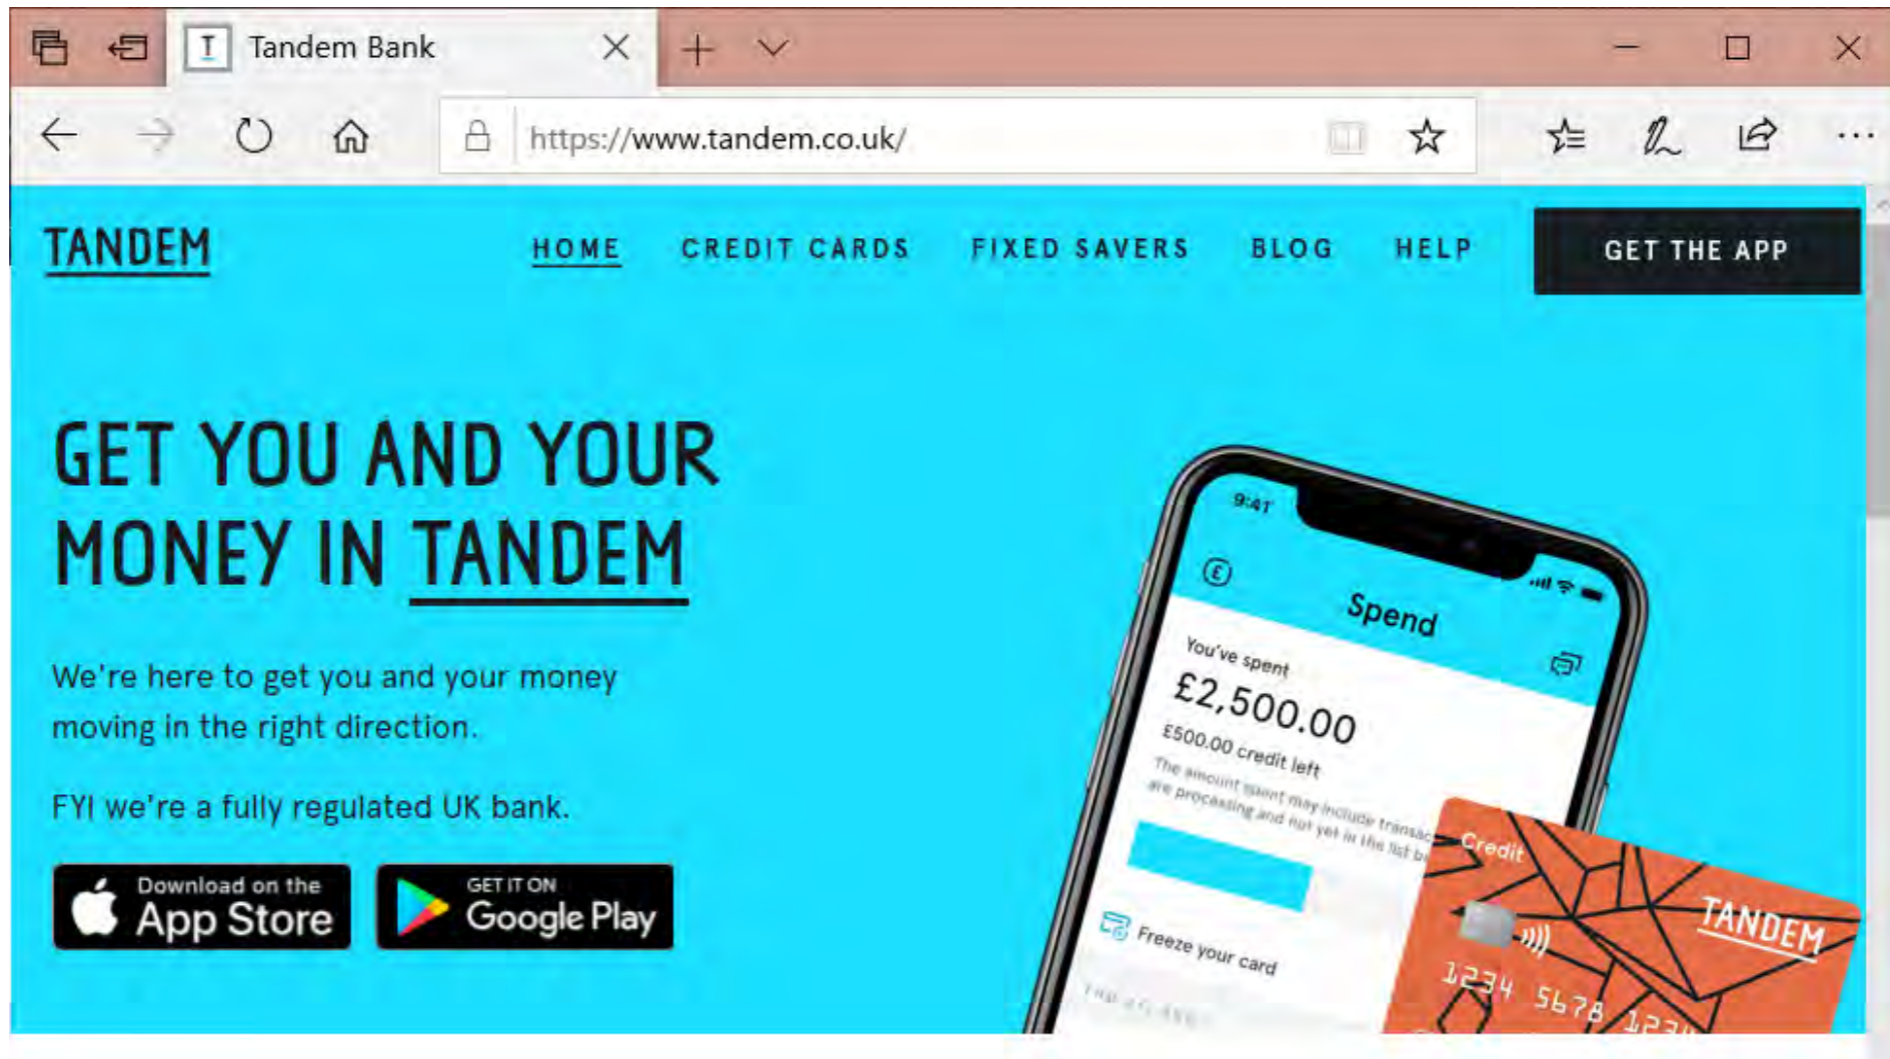 Tandem Bank
https://www.tandem.co.uk/
TANDEM
HOME
CREDIT CARDS
FIXED SAVERS
BLOG
HELP
GET THE APP
GET YOU AND YOUR
MONEY IN TANDEM
We're here to get you and your money
moving in the right direction.
FYI we're a fully regulated UK bank.
Download on the
App Store
GET IT ON
Google Play
9:41
£
Spend
You've spent
£2,500.00
£500.00 credit left
The amount spent may include
are processing and not yet in the list
Freeze your card
Credit
TANDEM
1234 5678 1234